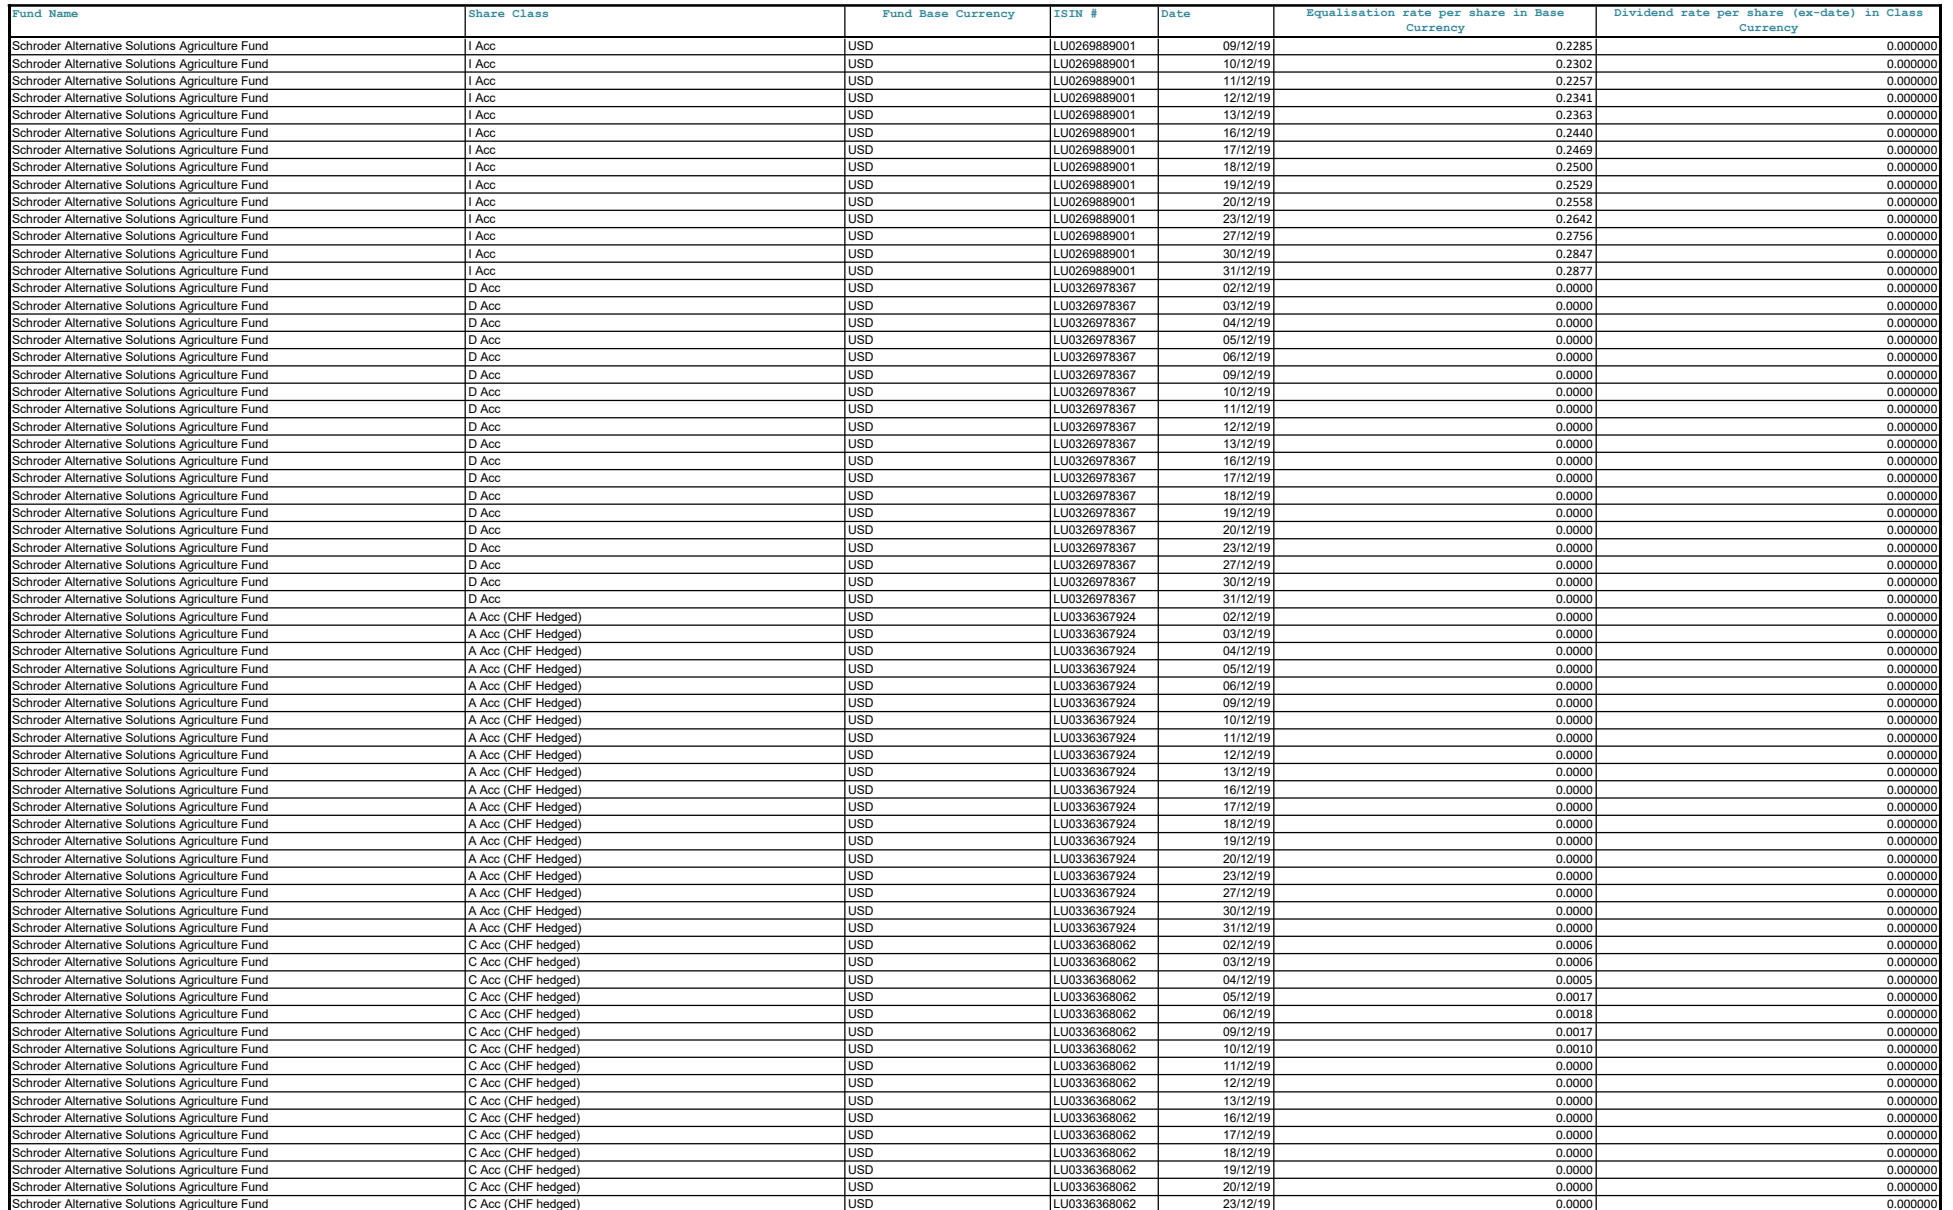 Fund Name Share Class Fund Base Currency ISIN # Date Equalisation rate per share in Base Currency Dividend rate per share (ex-date) in Class Currency
Schroder Alternative Solutions Agriculture Fund I Acc USD LU0269889001 09/12/19 0.2285 0.000000
Schroder Alternative Solutions Agriculture Fund I Acc USD LU0269889001 10/12/19 0.2302 0.000000
Schroder Alternative Solutions Agriculture Fund I Acc USD LU0269889001 11/12/19 0.2257 0.000000
Schroder Alternative Solutions Agriculture Fund I Acc USD LU0269889001 12/12/19 0.2341 0.000000
Schroder Alternative Solutions Agriculture Fund I Acc USD LU0269889001 13/12/19 0.2363 0.000000
Schroder Alternative Solutions Agriculture Fund I Acc USD LU0269889001 16/12/19 0.2440 0.000000
Schroder Alternative Solutions Agriculture Fund I Acc USD LU0269889001 17/12/19 0.2469 0.000000
Schroder Alternative Solutions Agriculture Fund I Acc USD LU0269889001 18/12/19 0.2500 0.000000
Schroder Alternative Solutions Agriculture Fund I Acc USD LU0269889001 19/12/19 0.2529 0.000000
Schroder Alternative Solutions Agriculture Fund I Acc USD LU0269889001 20/12/19 0.2558 0.000000
Schroder Alternative Solutions Agriculture Fund I Acc USD LU0269889001 23/12/19 0.2642 0.000000
Schroder Alternative Solutions Agriculture Fund I Acc USD LU0269889001 27/12/19 0.2756 0.000000
Schroder Alternative Solutions Agriculture Fund I Acc USD LU0269889001 30/12/19 0.2847 0.000000
Schroder Alternative Solutions Agriculture Fund I Acc USD LU0269889001 31/12/19 0.2877 0.000000
Schroder Alternative Solutions Agriculture Fund D Acc USD LU0326978367 02/12/19 0.0000 0.000000
Schroder Alternative Solutions Agriculture Fund D Acc USD LU0326978367 03/12/19 0.0000 0.000000
Schroder Alternative Solutions Agriculture Fund D Acc USD LU0326978367 04/12/19 0.0000 0.000000
Schroder Alternative Solutions Agriculture Fund D Acc USD LU0326978367 05/12/19 0.0000 0.000000
Schroder Alternative Solutions Agriculture Fund D Acc USD LU0326978367 06/12/19 0.0000 0.000000
Schroder Alternative Solutions Agriculture Fund D Acc USD LU0326978367 09/12/19 0.0000 0.000000
Schroder Alternative Solutions Agriculture Fund D Acc USD LU0326978367 10/12/19 0.0000 0.000000
Schroder Alternative Solutions Agriculture Fund D Acc USD LU0326978367 11/12/19 0.0000 0.000000
Schroder Alternative Solutions Agriculture Fund D Acc USD LU0326978367 12/12/19 0.0000 0.000000
Schroder Alternative Solutions Agriculture Fund D Acc USD LU0326978367 13/12/19 0.0000 0.000000
Schroder Alternative Solutions Agriculture Fund D Acc USD LU0326978367 16/12/19 0.0000 0.000000
Schroder Alternative Solutions Agriculture Fund D Acc USD LU0326978367 17/12/19 0.0000 0.000000
Schroder Alternative Solutions Agriculture Fund D Acc USD LU0326978367 18/12/19 0.0000 0.000000
Schroder Alternative Solutions Agriculture Fund D Acc USD LU0326978367 19/12/19 0.0000 0.000000
Schroder Alternative Solutions Agriculture Fund D Acc USD LU0326978367 20/12/19 0.0000 0.000000
Schroder Alternative Solutions Agriculture Fund D Acc USD LU0326978367 23/12/19 0.0000 0.000000
Schroder Alternative Solutions Agriculture Fund D Acc USD LU0326978367 27/12/19 0.0000 0.000000
Schroder Alternative Solutions Agriculture Fund D Acc USD LU0326978367 30/12/19 0.0000 0.000000
Schroder Alternative Solutions Agriculture Fund D Acc USD LU0326978367 31/12/19 0.0000 0.000000
Schroder Alternative Solutions Agriculture Fund A Acc (CHF Hedged) USD LU0336367924 02/12/19 0.0000 0.000000
Schroder Alternative Solutions Agriculture Fund A Acc (CHF Hedged) USD LU0336367924 03/12/19 0.0000 0.000000
Schroder Alternative Solutions Agriculture Fund A Acc (CHF Hedged) USD LU0336367924 04/12/19 0.0000 0.000000
Schroder Alternative Solutions Agriculture Fund A Acc (CHF Hedged) USD LU0336367924 05/12/19 0.0000 0.000000
Schroder Alternative Solutions Agriculture Fund A Acc (CHF Hedged) USD LU0336367924 06/12/19 0.0000 0.000000
Schroder Alternative Solutions Agriculture Fund A Acc (CHF Hedged) USD LU0336367924 09/12/19 0.0000 0.000000
Schroder Alternative Solutions Agriculture Fund A Acc (CHF Hedged) USD LU0336367924 10/12/19 0.0000 0.000000
Schroder Alternative Solutions Agriculture Fund A Acc (CHF Hedged) USD LU0336367924 11/12/19 0.0000 0.000000
Schroder Alternative Solutions Agriculture Fund A Acc (CHF Hedged) USD LU0336367924 12/12/19 0.0000 0.000000
Schroder Alternative Solutions Agriculture Fund A Acc (CHF Hedged) USD LU0336367924 13/12/19 0.0000 0.000000
Schroder Alternative Solutions Agriculture Fund A Acc (CHF Hedged) USD LU0336367924 16/12/19 0.0000 0.000000
Schroder Alternative Solutions Agriculture Fund A Acc (CHF Hedged) USD LU0336367924 17/12/19 0.0000 0.000000
Schroder Alternative Solutions Agriculture Fund A Acc (CHF Hedged) USD LU0336367924 18/12/19 0.0000 0.000000
Schroder Alternative Solutions Agriculture Fund A Acc (CHF Hedged) USD LU0336367924 19/12/19 0.0000 0.000000
Schroder Alternative Solutions Agriculture Fund A Acc (CHF Hedged) USD LU0336367924 20/12/19 0.0000 0.000000
Schroder Alternative Solutions Agriculture Fund A Acc (CHF Hedged) USD LU0336367924 23/12/19 0.0000 0.000000
Schroder Alternative Solutions Agriculture Fund A Acc (CHF Hedged) USD LU0336367924 27/12/19 0.0000 0.000000
Schroder Alternative Solutions Agriculture Fund A Acc (CHF Hedged) USD LU0336367924 30/12/19 0.0000 0.000000
Schroder Alternative Solutions Agriculture Fund A Acc (CHF Hedged) USD LU0336367924 31/12/19 0.0000 0.000000
Schroder Alternative Solutions Agriculture Fund C Acc (CHF hedged) USD LU0336368062 02/12/19 0.0006 0.000000
Schroder Alternative Solutions Agriculture Fund C Acc (CHF hedged) USD LU0336368062 03/12/19 0.0006 0.000000
Schroder Alternative Solutions Agriculture Fund C Acc (CHF hedged) USD LU0336368062 04/12/19 0.0005 0.000000
Schroder Alternative Solutions Agriculture Fund C Acc (CHF hedged) USD LU0336368062 05/12/19 0.0017 0.000000
Schroder Alternative Solutions Agriculture Fund C Acc (CHF hedged) USD LU0336368062 06/12/19 0.0018 0.000000
Schroder Alternative Solutions Agriculture Fund C Acc (CHF hedged) USD LU0336368062 09/12/19 0.0017 0.000000
Schroder Alternative Solutions Agriculture Fund C Acc (CHF hedged) USD LU0336368062 10/12/19 0.0010 0.000000
Schroder Alternative Solutions Agriculture Fund C Acc (CHF hedged) USD LU0336368062 11/12/19 0.0000 0.000000
Schroder Alternative Solutions Agriculture Fund C Acc (CHF hedged) USD LU0336368062 12/12/19 0.0000 0.000000
Schroder Alternative Solutions Agriculture Fund C Acc (CHF hedged) USD LU0336368062 13/12/19 0.0000 0.000000
Schroder Alternative Solutions Agriculture Fund C Acc (CHF hedged) USD LU0336368062 16/12/19 0.0000 0.000000
Schroder Alternative Solutions Agriculture Fund C Acc (CHF hedged) USD LU0336368062 17/12/19 0.0000 0.000000
Schroder Alternative Solutions Agriculture Fund C Acc (CHF hedged) USD LU0336368062 18/12/19 0.0000 0.000000
Schroder Alternative Solutions Agriculture Fund C Acc (CHF hedged) USD LU0336368062 19/12/19 0.0000 0.000000
Schroder Alternative Solutions Agriculture Fund C Acc (CHF hedged) USD LU0336368062 20/12/19 0.0000 0.000000
Schroder Alternative Solutions Agriculture Fund C Acc (CHF hedged) USD LU0336368062 23/12/19 0.0000 0.000000